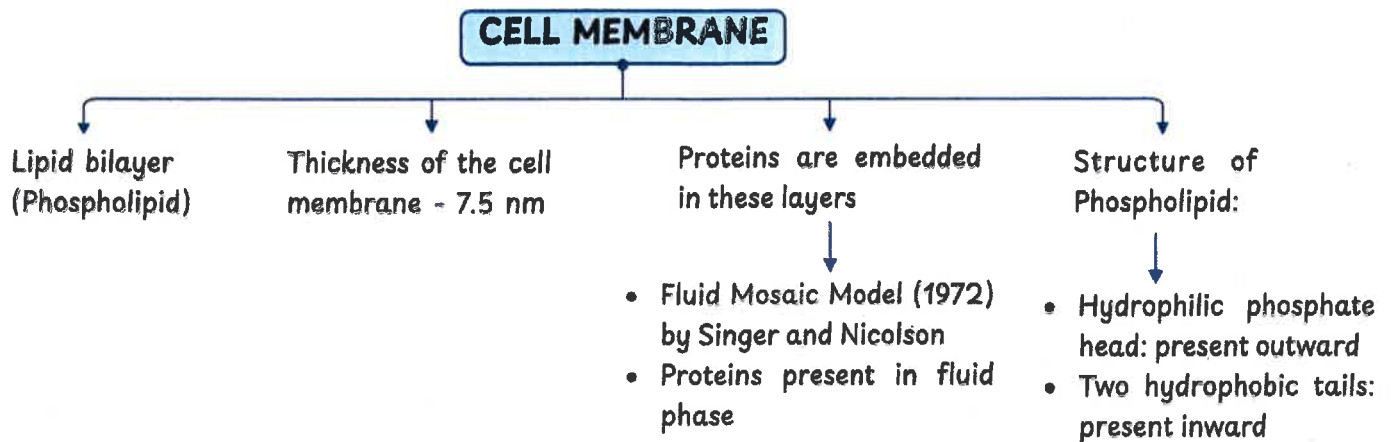 CELL MEMBRANE
Lipid bilayer
(Phospholipid)
Thickness of the cell
membrane - 7.5 nm
Proteins are embedded
in these layers
• Fluid Mosaic Model (1972)
by Singer and Nicolson
• Proteins present in fluid
phase
Structure of
Phospholipid:
• Hydrophilic phosphate
head: present outward
• Two hydrophobic tails:
present inward